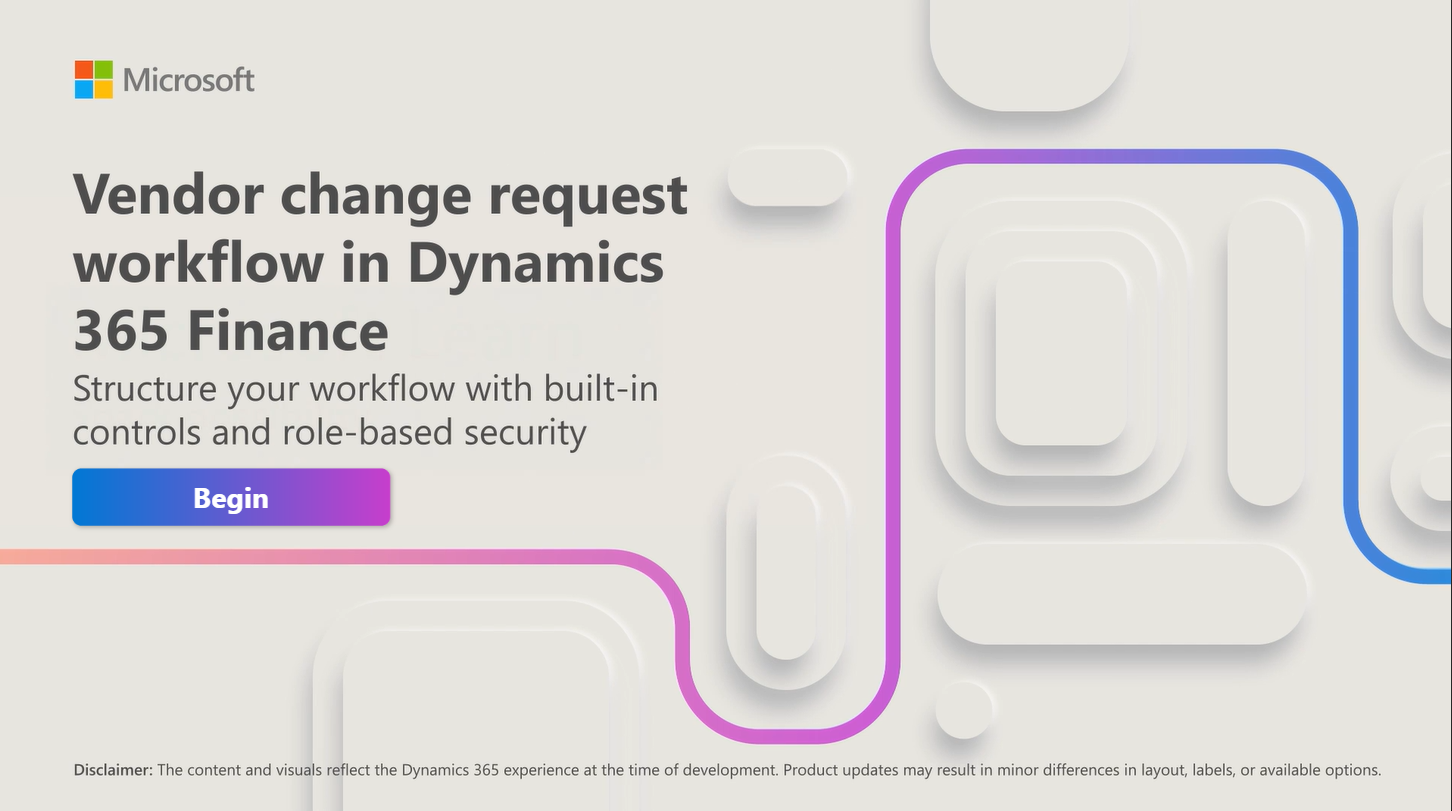 Microsoft
Vendor change request
workflow in Dynamics
365 Finance
Structure your workflow with built-in
controls and role-based security
Begin
Disclaimer: The content and visuals reflect the Dynamics 365 experience at the time of development. Product updates may result in minor differences in layout, labels, or available options.